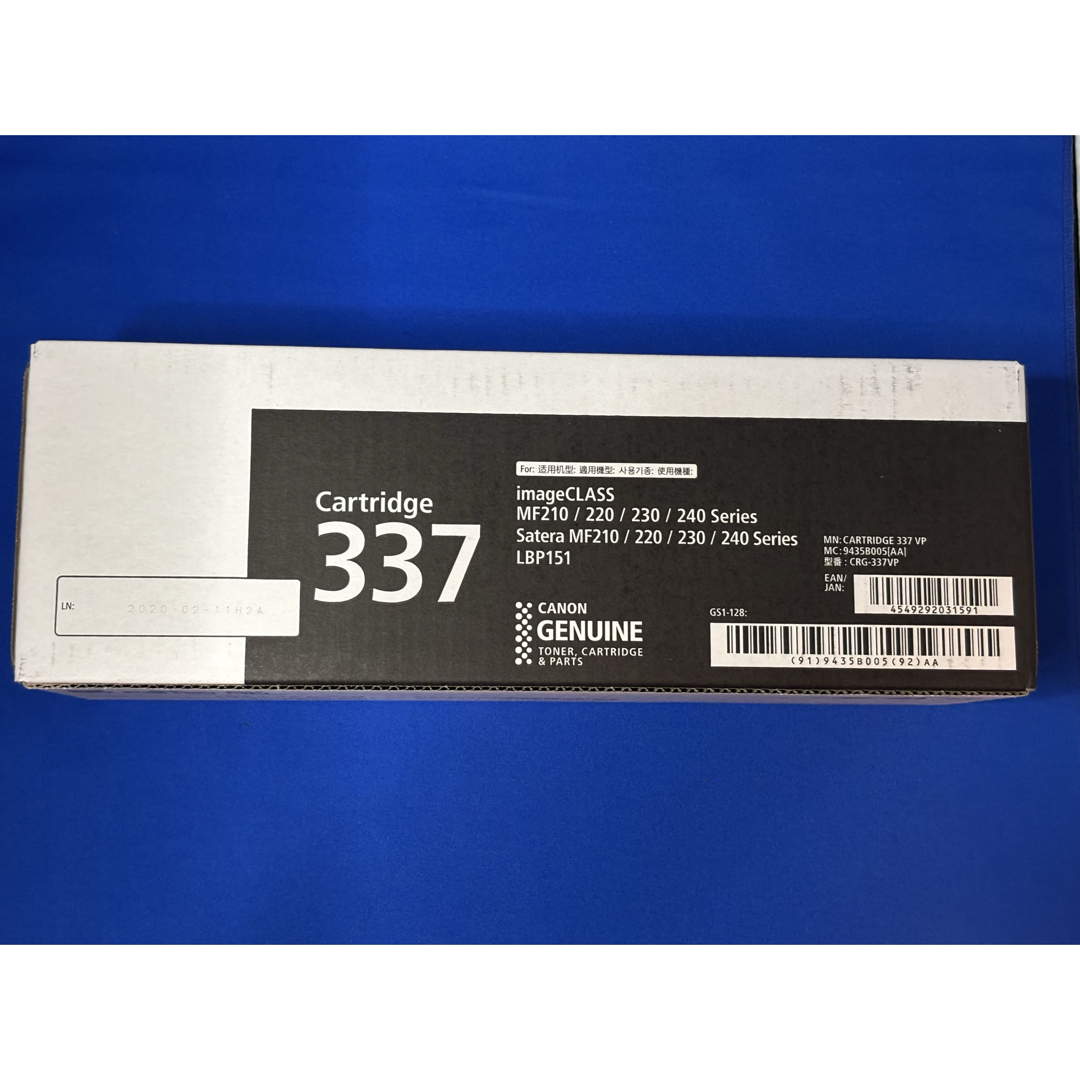 Cartridge
337
LN: 2020-02-11H2A
For: 适用机型: 適用機型: 사용기종: 使用機種:
imageCLASS
MF210 / 220 / 230 / 240 Series
Satera MF210 / 220 / 230 / 240 Series
LBP151
CANON
GENUINE
TONER, CARTRIDGE
& PARTS
MN: CARTRIDGE 337 VP
MC: 9435B005[AA]
型番 : CRG-337VP
EAN/
JAN:
4549292031591
GS1-128:
(91)9435B005(92)AA